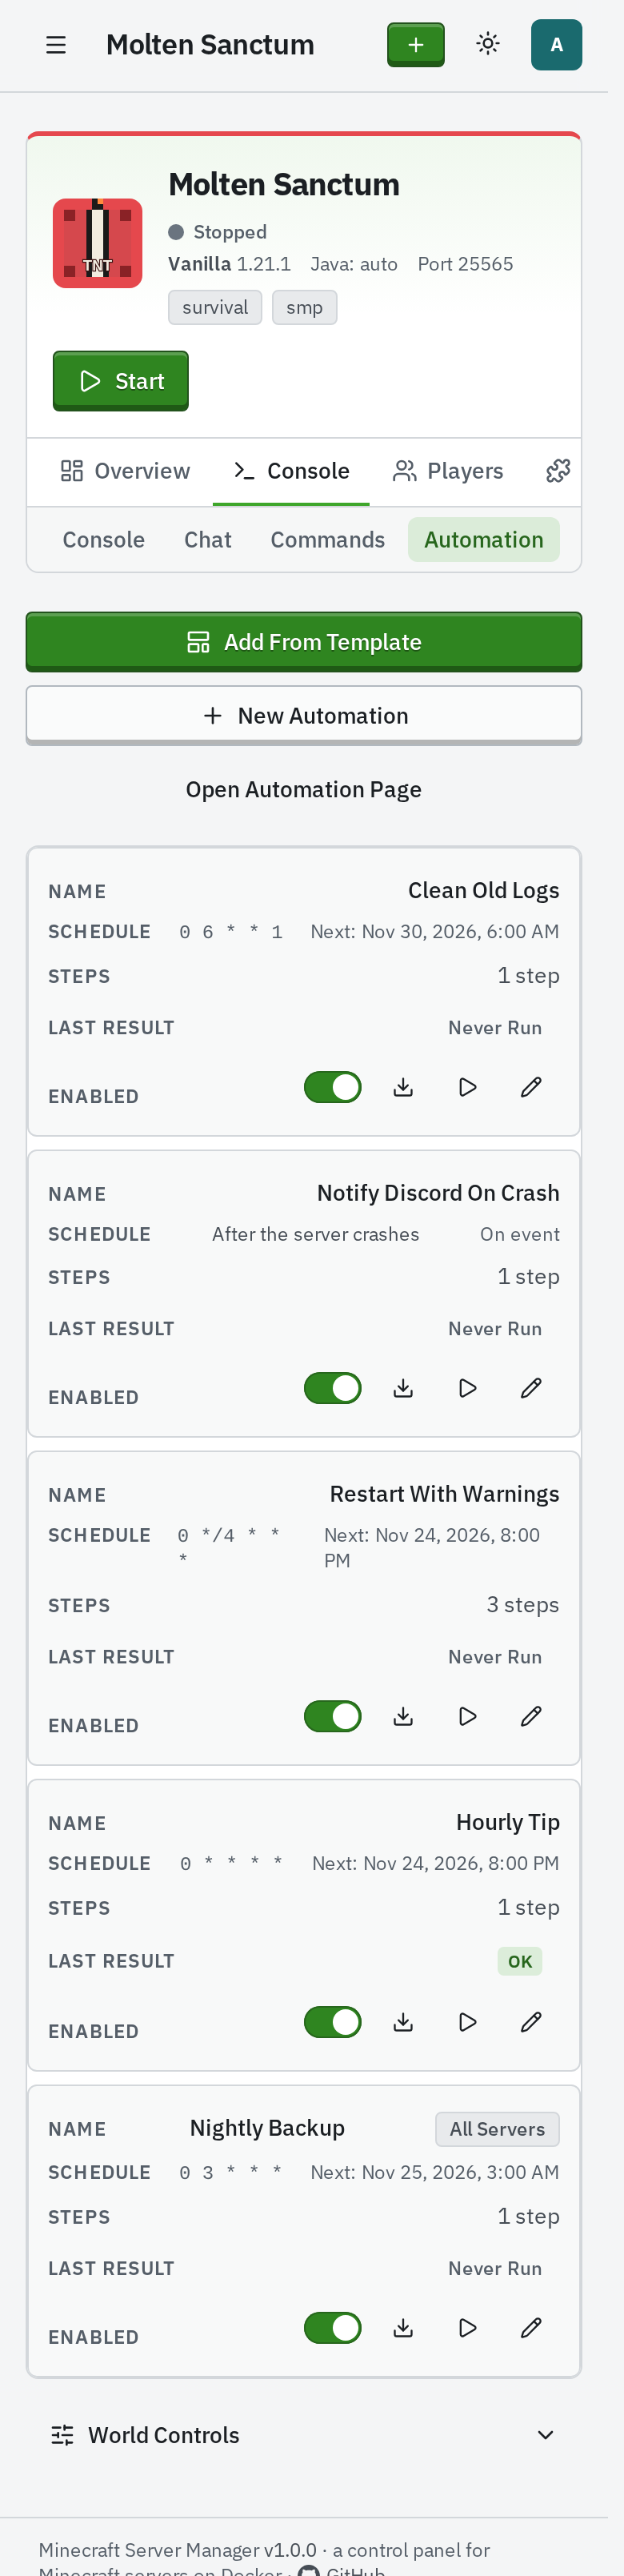 Molten Sanctum
A
Molten Sanctum
TNT
Stopped
Vanilla 1.21.1 Java: auto Port 25565
survival smp
Start
Overview Console Players
Console Chat Commands Automation
Add From Template
New Automation
Open Automation Page
NAME Clean Old Logs
SCHEDULE 0 6 * * 1 Next: Nov 30, 2026, 6:00 AM
STEPS 1 step
LAST RESULT Never Run
ENABLED
NAME Notify Discord On Crash
SCHEDULE After the server crashes On event
STEPS 1 step
LAST RESULT Never Run
ENABLED
NAME Restart With Warnings
SCHEDULE 0 */4 * * Next: Nov 24, 2026, 8:00
* PM
STEPS 3 steps
LAST RESULT Never Run
ENABLED
NAME Hourly Tip
SCHEDULE 0 * * * * Next: Nov 24, 2026, 8:00 PM
STEPS 1 step
LAST RESULT OK
ENABLED
NAME Nightly Backup All Servers
SCHEDULE 0 3 * * * Next: Nov 25, 2026, 3:00 AM
STEPS 1 step
LAST RESULT Never Run
ENABLED
World Controls
Minecraft Server Manager v1.0.0 · a control panel for
Minecraft servers on Docker · GitHub